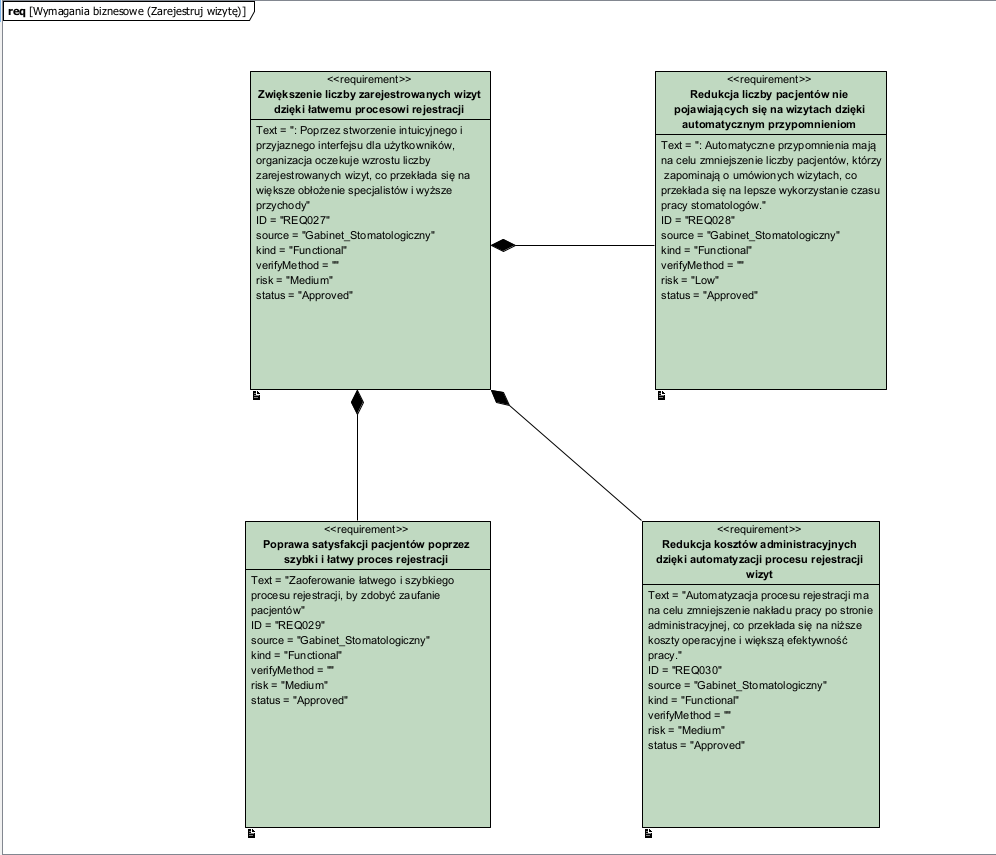 req [Wymagania biznesowe (Zarejestruj wizytę)]
<<requirement>>
Zwiększenie liczby zarejestrowanych wizyt
dzięki łatwemu procesowi rejestracji
Text = ": Poprzez stworzenie intuicyjnego i
przyjaznego interfejsu dla użytkowników,
organizacja oczekuje wzrostu liczby
zarejestrowanych wizyt, co przekłada się na
większe obłożenie specjalistów i wyższe
przychody"
ID = "REQ027"
source = "Gabinet_Stomatologiczny"
kind = "Functional"
verifyMethod = ""
risk = "Medium"
status = "Approved"
<<requirement>>
Redukcja liczby pacjentów nie
pojawiających się na wizytach dzięki
automatycznym przypomnieniom
Text = ": Automatyczne przypomnienia mają
na celu zmniejszenie liczby pacjentów, którzy
zapominają o umówionych wizytach, co
przekłada się na lepsze wykorzystanie czasu
pracy stomatologów."
ID = "REQ028"
source = "Gabinet_Stomatologiczny"
kind = "Functional"
verifyMethod = ""
risk = "Low"
status = "Approved"
<<requirement>>
Poprawa satysfakcji pacjentów poprzez
szybki i łatwy proces rejestracji
Text = "Zaoferowanie łatwego i szybkiego
procesu rejestracji, by zdobyć zaufanie
pacjentów"
ID = "REQ029"
source = "Gabinet_Stomatologiczny"
kind = "Functional"
verifyMethod = ""
risk = "Medium"
status = "Approved"
<<requirement>>
Redukcja kosztów administracyjnych
dzięki automatyzacji procesu rejestracji
wizyt
Text = "Automatyzacja procesu rejestracji ma
na celu zmniejszenie nakładu pracy po stronie
administracyjnej, co przekłada się na niższe
koszty operacyjne i większą efektywność
pracy."
ID = "REQ030"
source = "Gabinet_Stomatologiczny"
kind = "Functional"
verifyMethod = ""
risk = "Medium"
status = "Approved"